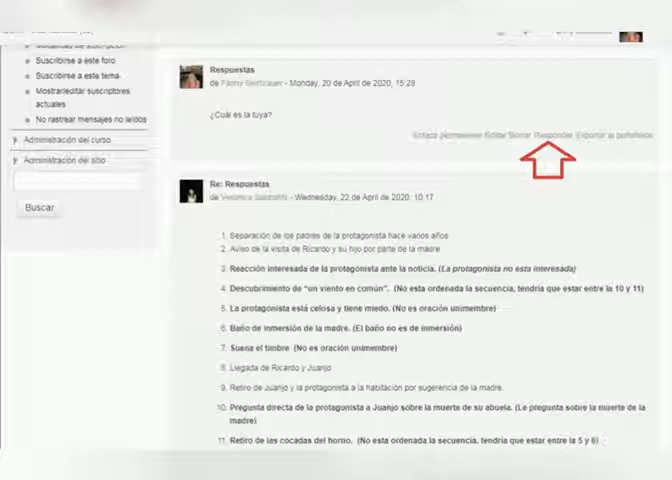 Suscribirse a este foro
Suscribirse a este tema
Mostrar/editar suscriptores
actuales
No rastrear mensajes no leídos
Administración del curso
Administración del sitio
Buscar
Respuestas
de Fanny - Monday, 20 de April de 2020, 15:28
¿Cuál es la tuya?
Enlace permanente Editar Borrar Responder Exportar al portafolios
Re: Respuestas
de - Wednesday, 22 de April de 2020, 10:17
1. Separación de los padres de la protagonista hace varios años
2. Aviso de la visita de Ricardo y su hijo por parte de la madre
3. Reacción interesada de la protagonista ante la noticia. (La protagonista no esta interesada)
4. Descubrimiento de "un viento en común". (No esta ordenada la secuencia, tendría que estar entre la 10 y 11)
5. La protagonista está celosa y tiene miedo. (No es oración unimembre)
6. Baño de inmersión de la madre. (El baño no es de inmersión)
7. Suena el timbre. (No es oración unimembre)
8. Llegada de Ricardo y Juanjo
9. Retiro de Juanjo y la protagonista a la habitación por sugerencia de la madre.
10. Pregunta directa de la protagonista a Juanjo sobre la muerte de su abuela. (Le pregunta sobre la muerte de la
madre)
11. Retiro de las cocadas del horno. (No esta ordenada la secuencia, tendría que estar entre la 5 y 6)